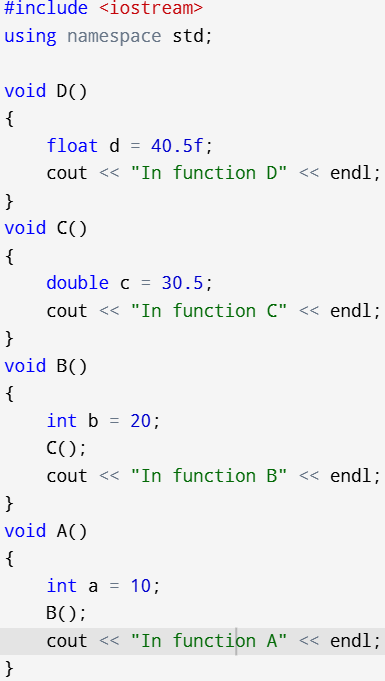 #include <iostream>
using namespace std;

void D()
{
    float d = 40.5f;
    cout << "In function D" << endl;
}
void C()
{
    double c = 30.5;
    cout << "In function C" << endl;
}
void B()
{
    int b = 20;
    C();
    cout << "In function B" << endl;
}
void A()
{
    int a = 10;
    B();
    cout << "In function A" << endl;
}